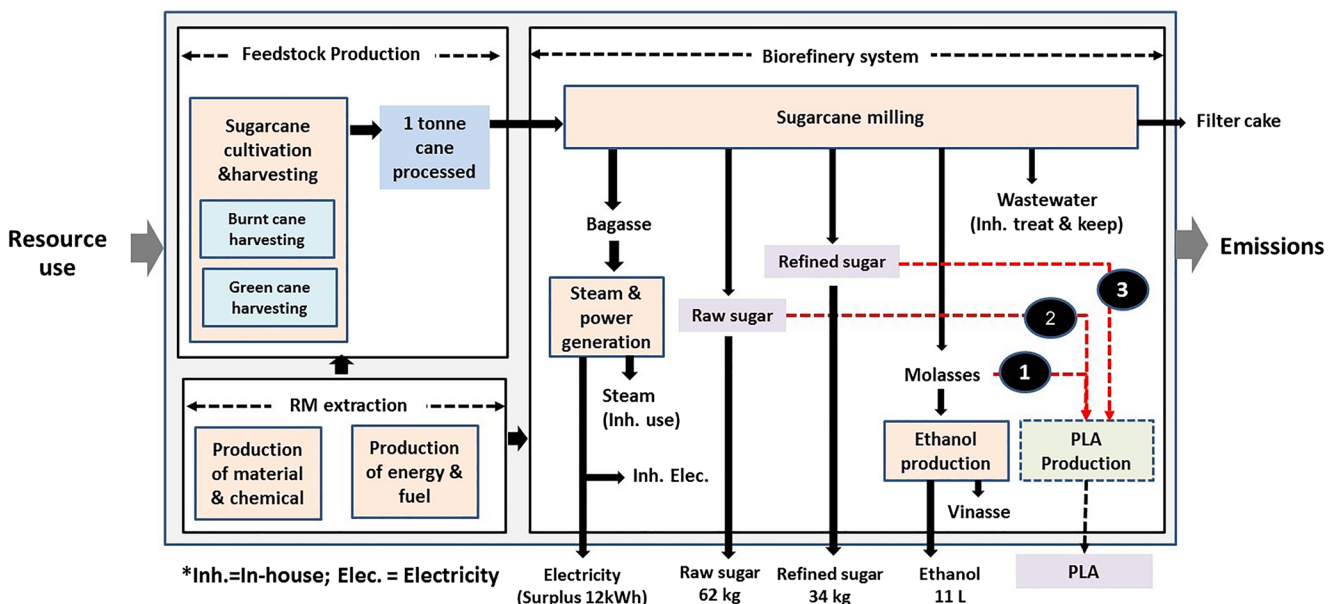 Feedstock Production
Biorefinery system
Sugarcane
cultivation
&harvesting
Burnt cane
harvesting
Green cane
harvesting
1 tonne
cane
processed
Sugarcane milling
Filter cake
Resource
use
Emissions
Bagasse
Wastewater
(Inh. treat & keep)
Refined sugar
Raw sugar
Steam &
power
generation
3
2
1
Molasses
Steam
(Inh. use)
RM extraction
Production
of material
& chemical
Production
of energy &
fuel
Ethanol
production
PLA
Production
Inh. Elec.
Vinasse
*Inh.=In-house; Elec. = Electricity
Electricity
(Surplus 12kWh)
Raw sugar
62 kg
Refined sugar
34 kg
Ethanol
11 L
PLA